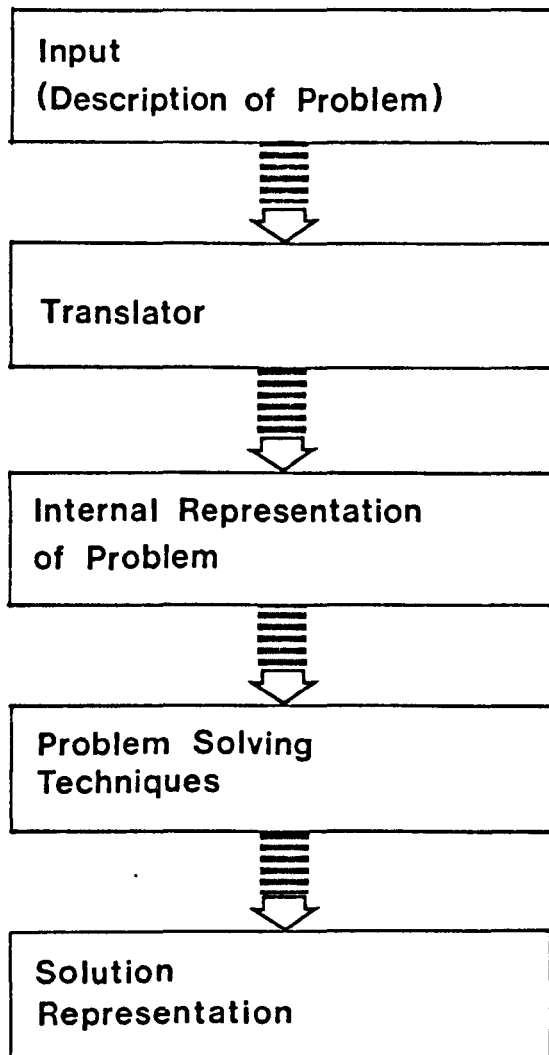 Input
(Description of Problem)
Translator
Internal Representation
of Problem
Problem Solving
Techniques
Solution
Representation